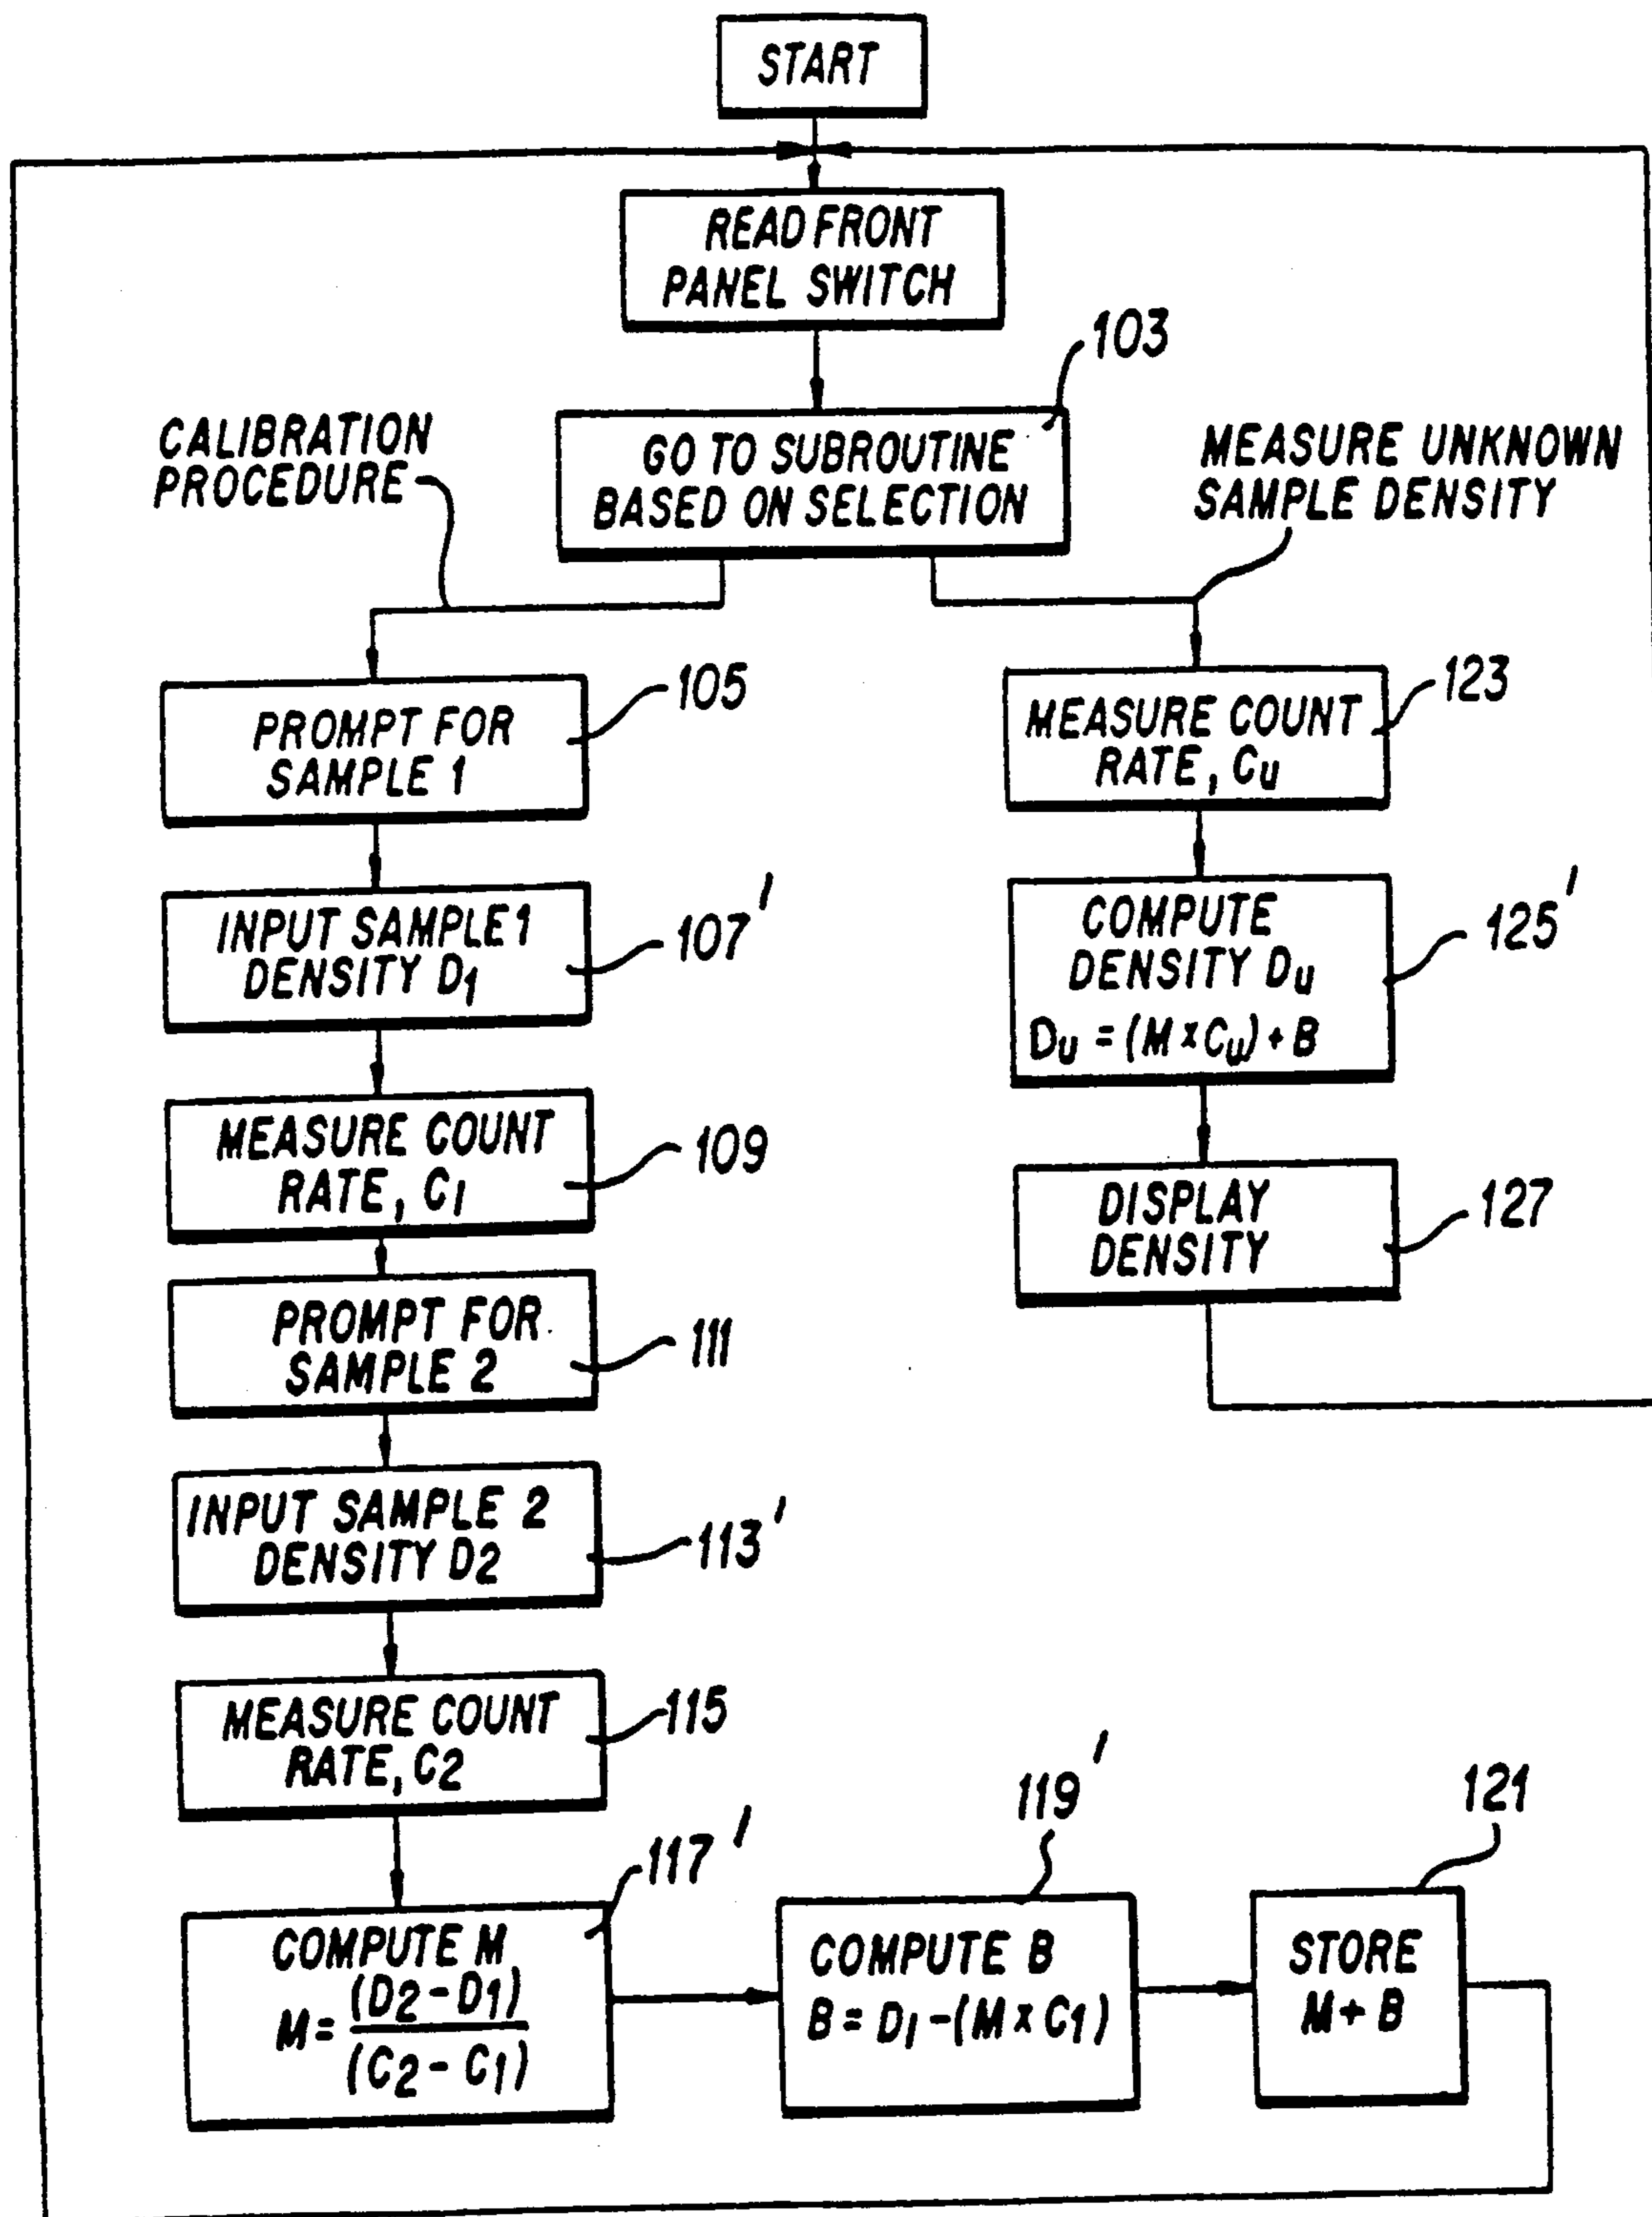 START
READ FRONT
PANEL SWITCH
103
GO TO SUBROUTINE
BASED ON SELECTION
CALIBRATION
PROCEDURE
MEASURE UNKNOWN
SAMPLE DENSITY
PROMPT FOR
SAMPLE 1
105
INPUT SAMPLE 1
DENSITY D1
107'
MEASURE COUNT
RATE, C1
109
PROMPT FOR
SAMPLE 2
111
INPUT SAMPLE 2
DENSITY D2
113'
MEASURE COUNT
RATE, C2
115
COMPUTE M
M = (D2 - D1)
(C2 - C1)
117'
COMPUTE B
B = D1 - (M x C1)
119'
STORE
M + B
121
MEASURE COUNT
RATE, Cu
123
COMPUTE
DENSITY Du
Du = (M x Cu) + B
125'
DISPLAY
DENSITY
127